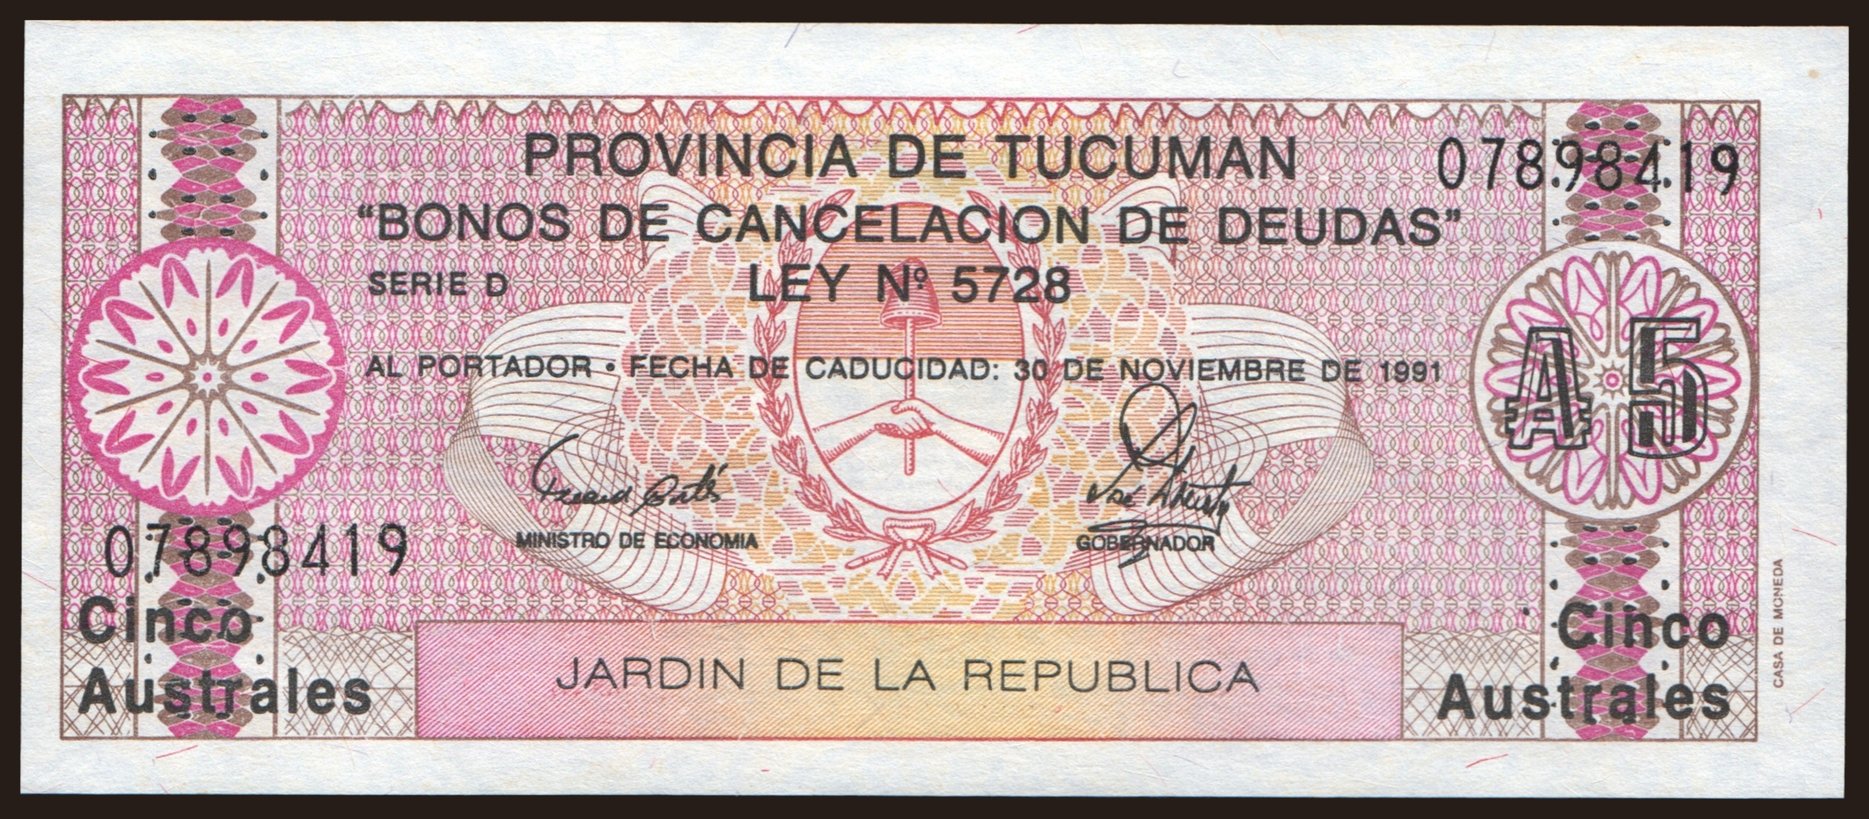 PROVINCIA DE TUCUMAN
07898419
"BONOS DE CANCELACION DE DEUDAS"
SERIE D
LEY Nº 5728
AL PORTADOR • FECHA DE CADUCIDAD: 30 DE NOVIEMBRE DE 1991
₳ 5
MINISTRO DE ECONOMIA
GOBERNADOR
07898419
Cinco
Australes
Cinco
Australes
JARDIN DE LA REPUBLICA
CASA DE MONEDA